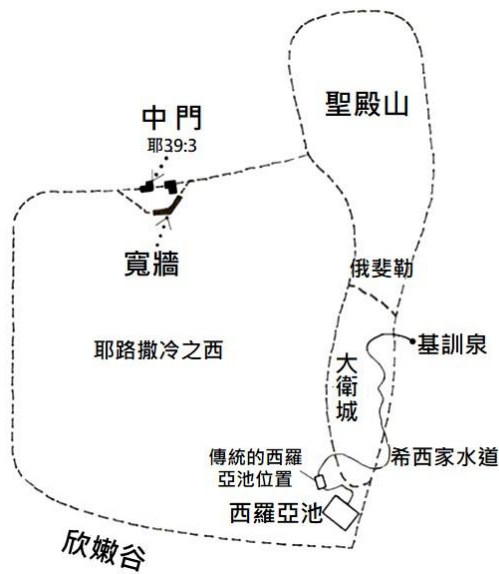 聖殿山
中門
耶39:3
寬牆
俄斐勒
耶路撒冷之西
基訓泉
大衛城
傳統的西羅
亞池位置
希西家水道
西羅亞池
欣嫩谷